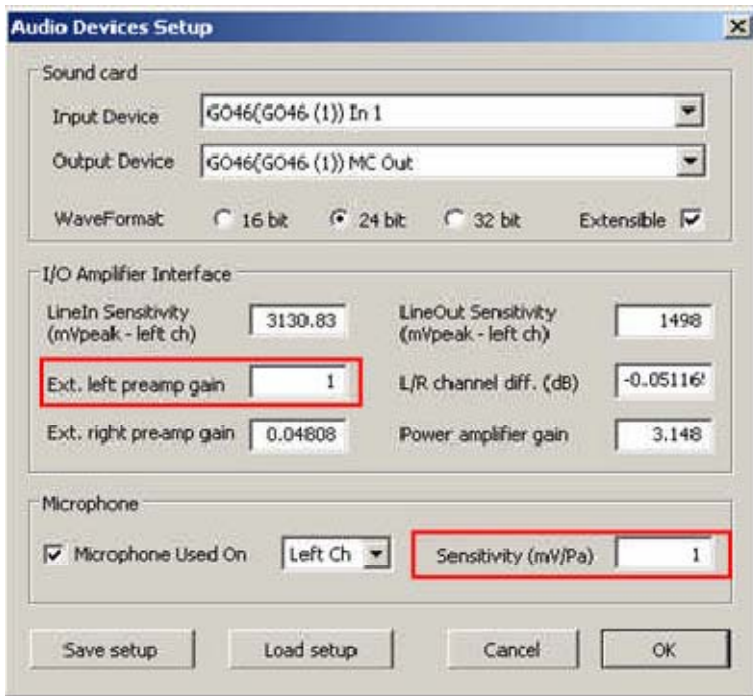 Audio Devices Setup
Sound card
Input Device GO46(GO46 (1)) In 1
Output Device GO46(GO46 (1)) MC Out
WaveFormat 16 bit 24 bit 32 bit Extensible
I/O Amplifier Interface
LineIn Sensitivity LineOut Sensitivity
(mVpeak - left ch) 3130.83 (mVpeak - left ch) 1498
Ext. left preamp gain 1 L/R channel diff. (dB) -0.05116
Ext. right preamp gain 0.04808 Power amplifier gain 3.148
Microphone
Microphone Used On Left Ch Sensitivity (mV/Pa) 1
Save setup Load setup Cancel OK